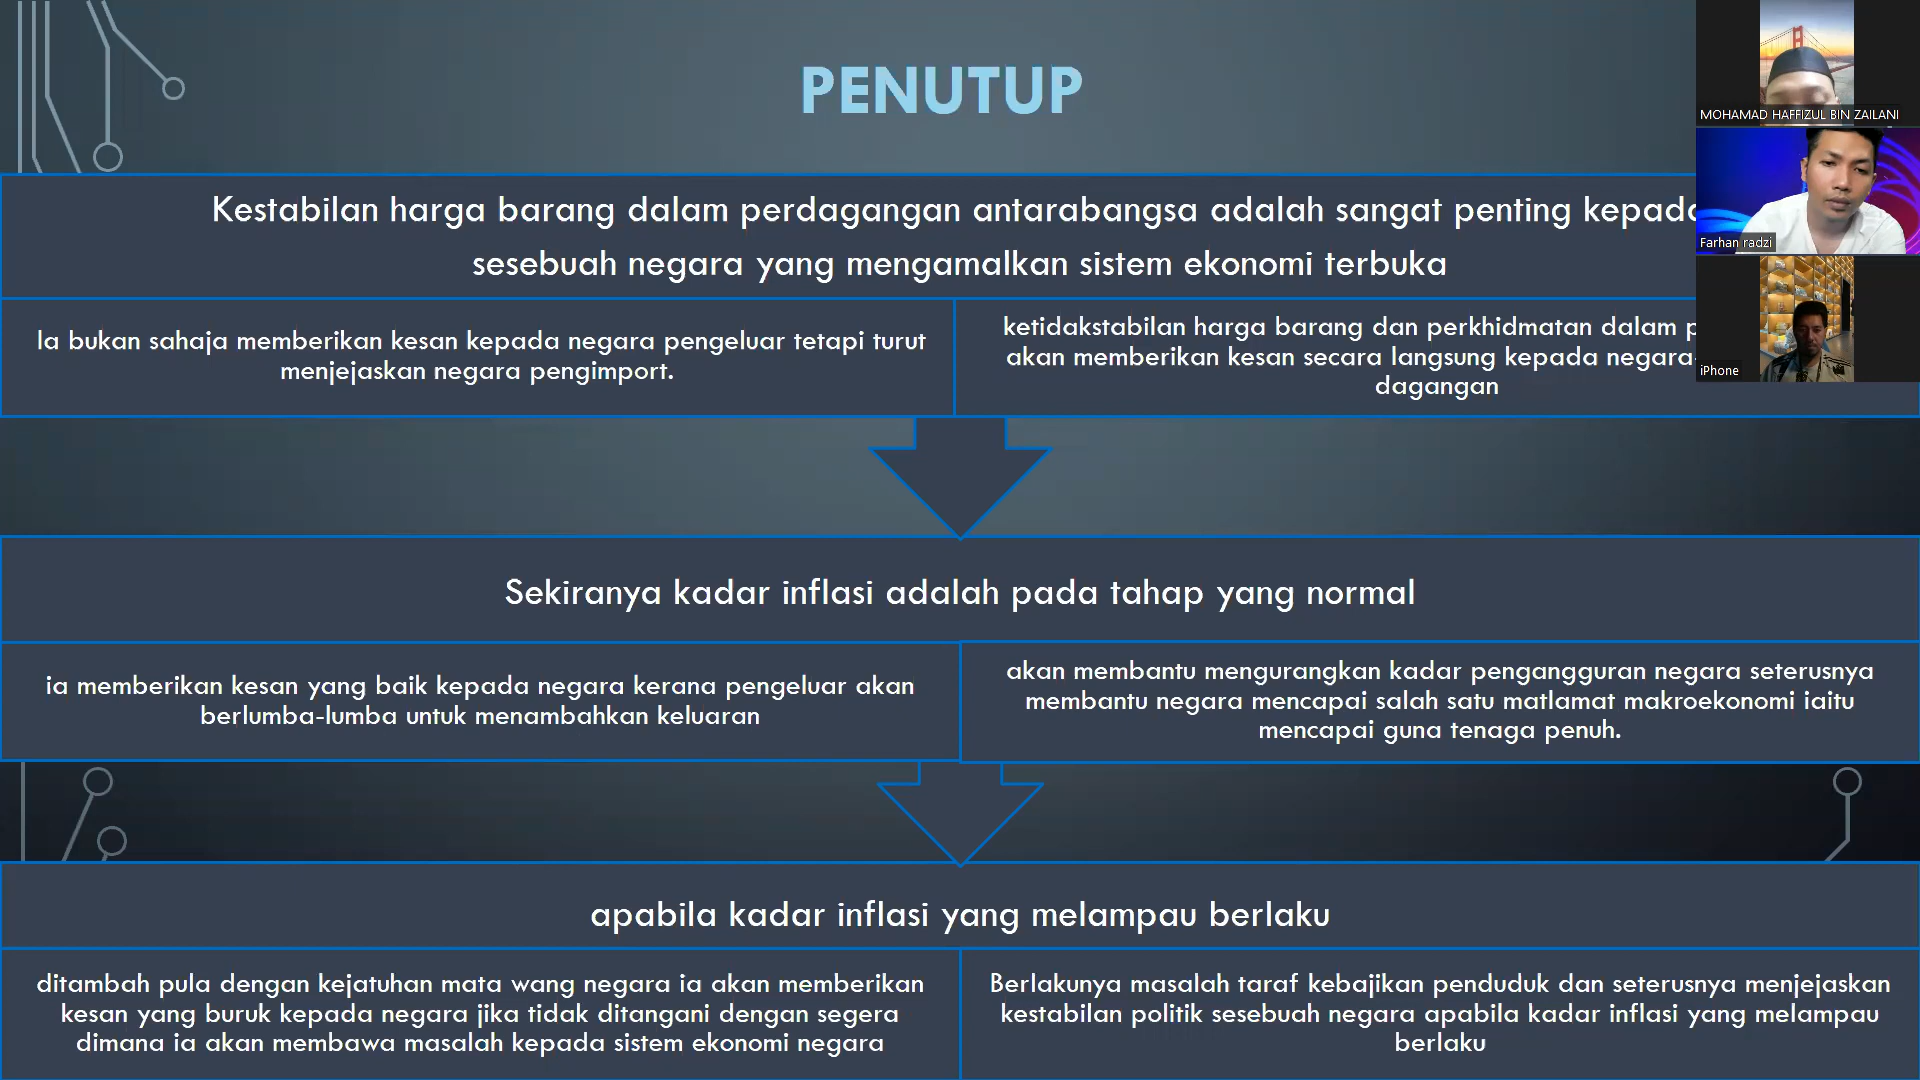 PENUTUP
Kestabilan harga barang dalam perdagangan antarabangsa adalah sangat penting kepada
sesebuah negara yang mengamalkan sistem ekonomi terbuka
Ia bukan sahaja memberikan kesan kepada negara pengeluar tetapi turut
menjejaskan negara pengimport.
ketidakstabilan harga barang dan perkhidmatan dalam
akan memberikan kesan secara langsung kepada negara-
dagangan
Sekiranya kadar inflasi adalah pada tahap yang normal
ia memberikan kesan yang baik kepada negara kerana pengeluar akan
berlumba-lumba untuk menambahkan keluaran
akan membantu mengurangkan kadar pengangguran negara seterusnya
membantu negara mencapai salah satu matlamat makroekonomi iaitu
mencapai guna tenaga penuh.
apabila kadar inflasi yang melampau berlaku
ditambah pula dengan kejatuhan mata wang negara ia akan memberikan
kesan yang buruk kepada negara jika tidak ditangani dengan segera
dimana ia akan membawa masalah kepada sistem ekonomi negara
Berlakunya masalah taraf kebajikan penduduk dan seterusnya menjejaskan
kestabilan politik sesebuah negara apabila kadar inflasi yang melampau
berlaku
MOHAMAD HAFFIZUL BIN ZAILANI
Farhan radzi
iPhone